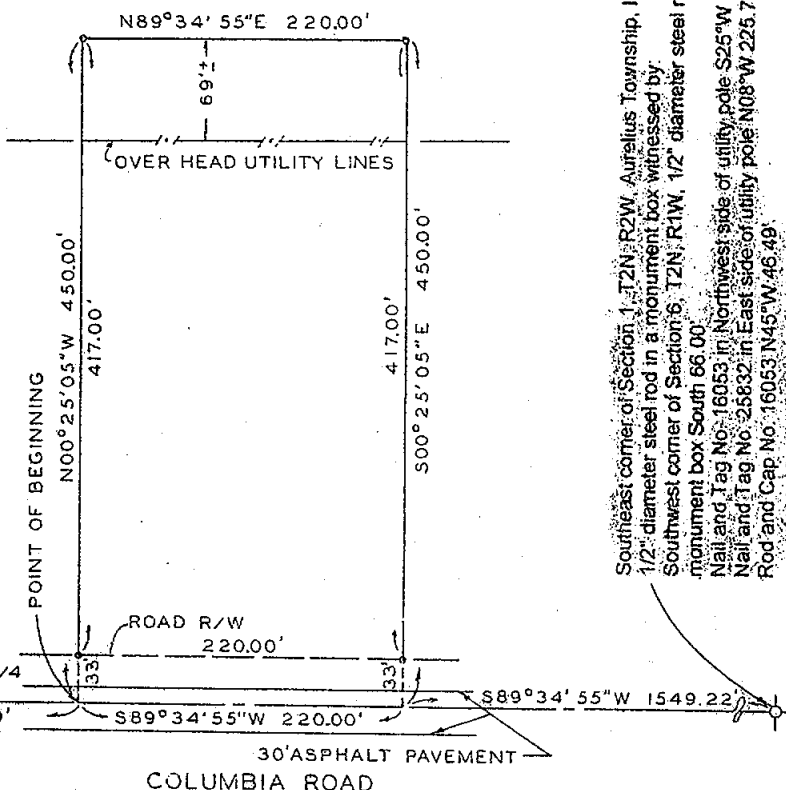 N89°34'55"E 220.00'
69'±
OVER HEAD UTILITY LINES
N00°25'05"W 450.00'
417.00'
417.00'
S00°25'05"E 450.00'
POINT OF BEGINNING
ROAD R/W
220.00'
33'
33'
/4
S89°34'55"W 220.00'
S89°34'55"W 1549.22'
30' ASPHALT PAVEMENT
COLUMBIA ROAD
Southeast corner of Section 1, T2N, R2W, Aurelius Township, I
1/2" diameter steel rod in a monument box witnessed by:
Southwest corner of Section 6, T2N, R1W, 1/2" diameter steel r
monument box South 66.00'
Nail and Tag No. 16053 in Northwest side of utility pole S25°W
Nail and Tag No. 25832 in East side of utility pole N08°W 225.7
Rod and Cap No. 16053 N45°W 46.49'